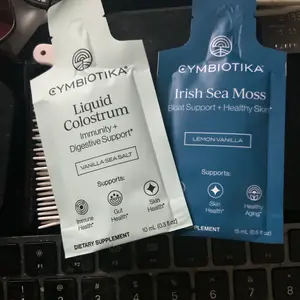 CYMBIOTIKA®
Liquid
Colostrum
Immunity +
Digestive Support*
VANILLA SEA SALT
Supports:
Immune
Health*
Gut
Health*
Skin
Health*
DIETARY SUPPLEMENT
10 mL (0.3 fl oz)
CYMBIOTIKA®
Irish Sea Moss
Bloat Support + Healthy Skin*
LEMON VANILLA
Supports:
Skin
Health*
Healthy
Aging*
SUPPLEMENT
15 mL (0.5 fl oz)